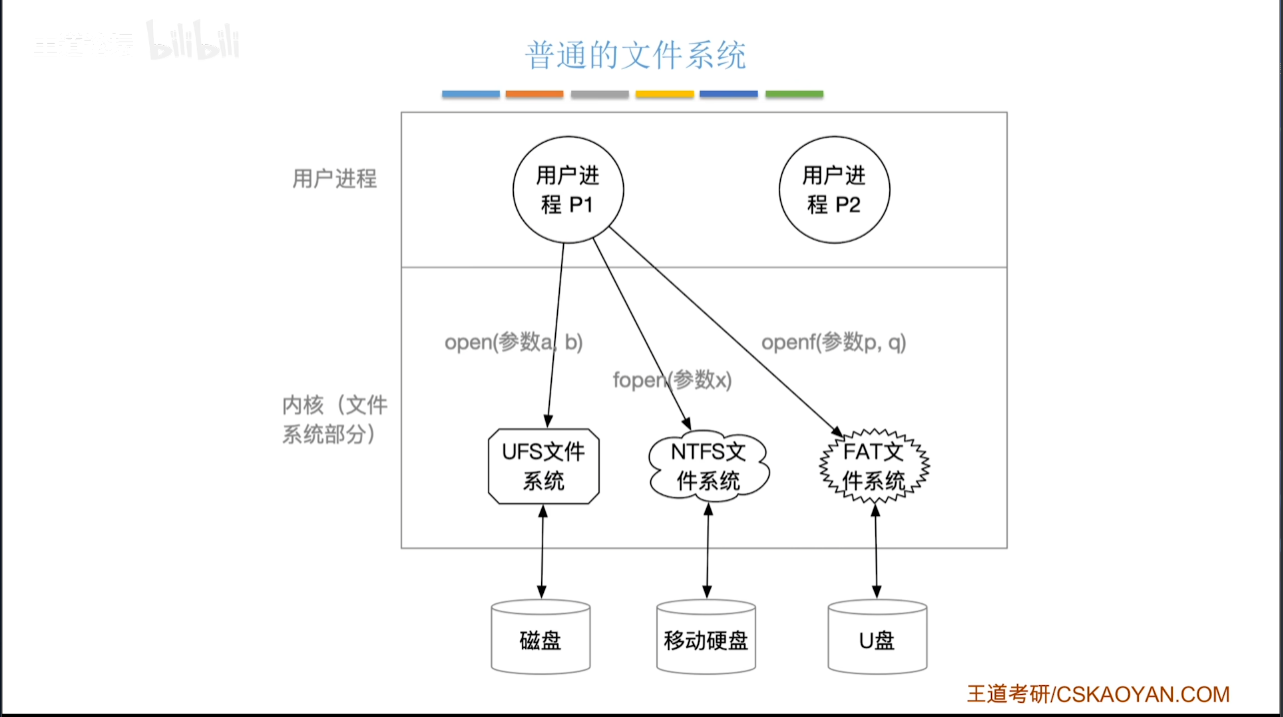 bilibili
普通的文件系统
用户进程
用户进
程 P1
用户进
程 P2
open(参数a, b)
openf(参数p, q)
fopen(参数x)
内核（文件
系统部分）
UFS文件
系统
NTFS文
件系统
FAT文
件系统
磁盘
移动硬盘
U盘
王道考研/CSKAOYAN.COM